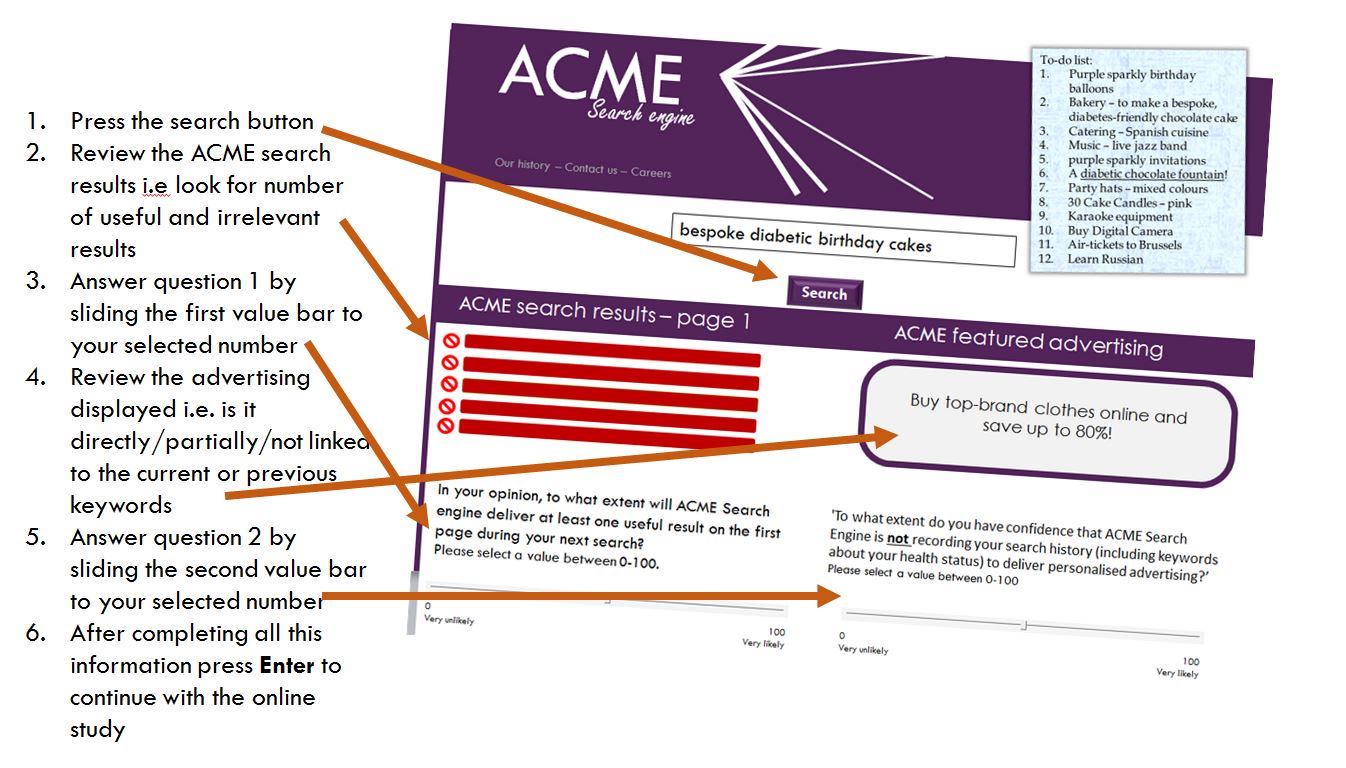 1. Press the search button
2. Review the ACME search
results i.e look for number
of useful and irrelevant
results
3. Answer question 1 by
sliding the first value bar to
your selected number
4. Review the advertising
displayed i.e. is it
directly/partially/not linked
to the current or previous
keywords
5. Answer question 2 by
sliding the second value bar
to your selected number
6. After completing all this
information press Enter to
continue with the online
study
ACME
Search engine
Our history – Contact us – Careers
To-do list:
1. Purple sparkly birthday
balloons
2. Bakery – to make a bespoke,
diabetes-friendly chocolate cake
3. Catering – Spanish cuisine
4. Music – live jazz band
5. purple sparkly invitations
6. A diabetic chocolate fountain!
7. Party hats – mixed colours
8. 30 Cake Candles – pink
9. Karaoke equipment
10. Buy Digital Camera
11. Air-tickets to Brussels
12. Learn Russian
bespoke diabetic birthday cakes
Search
ACME search results – page 1
ACME featured advertising
Buy top-brand clothes online and
save up to 80%!
In your opinion, to what extent will ACME Search
engine deliver at least one useful result on the first
page during your next search?
Please select a value between 0-100.
0
Very unlikely
100
Very likely
'To what extent do you have confidence that ACME Search
Engine is not recording your search history (including keywords
about your health status) to deliver personalised advertising?'
Please select a value between 0-100
0
Very unlikely
100
Very likely